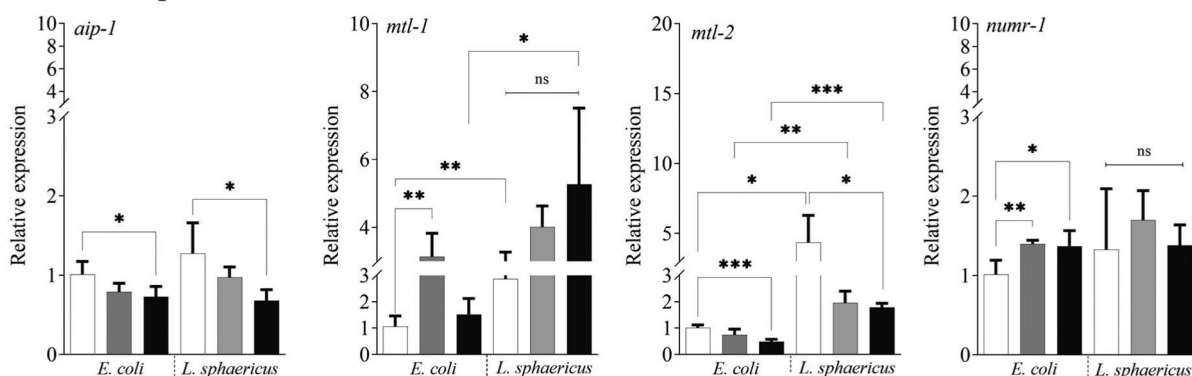 aip-1
Relative expression
10
8
6
4
3
2
1
0
*
*
E. coli
L. sphaericus
mtl-1
Relative expression
10
8
6
4
3
2
1
0
*
ns
**
**
E. coli
L. sphaericus
mtl-2
Relative expression
20
15
10
5
3
2
1
0
***
**
*
*
***
E. coli
L. sphaericus
numr-1
Relative expression
10
8
6
4
3
2
1
0
*
ns
**
E. coli
L. sphaericus